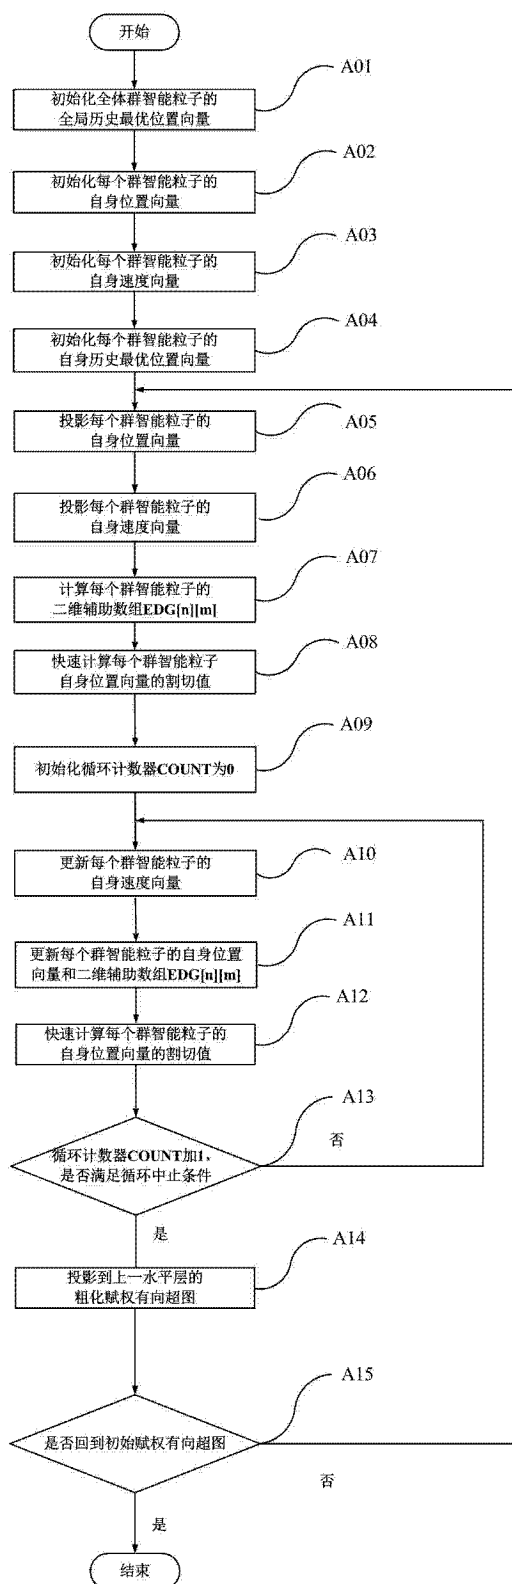 开始
A01
初始化全体群智能粒子的
全局历史最优位置向量
A02
初始化每个群智能粒子的
自身位置向量
A03
初始化每个群智能粒子的
自身速度向量
A04
初始化每个群智能粒子的
自身历史最优位置向量
A05
投影每个群智能粒子的
自身位置向量
A06
投影每个群智能粒子的
自身速度向量
A07
计算每个群智能粒子的
二维辅助数组EDG[n][m]
A08
快速计算每个群智能粒子
自身位置向量的割切值
A09
初始化循环计数器COUNT为0
A10
更新每个群智能粒子的
自身速度向量
A11
更新每个群智能粒子的自身位置
向量和二维辅助数组EDG[n][m]
A12
快速计算每个群智能粒子的
自身位置向量的割切值
A13
循环计数器COUNT加1，
是否满足循环中止条件
否
是
A14
投影到上一水平层的
粗化赋权有向超图
A15
是否回到初始赋权有向超图
否
是
结束